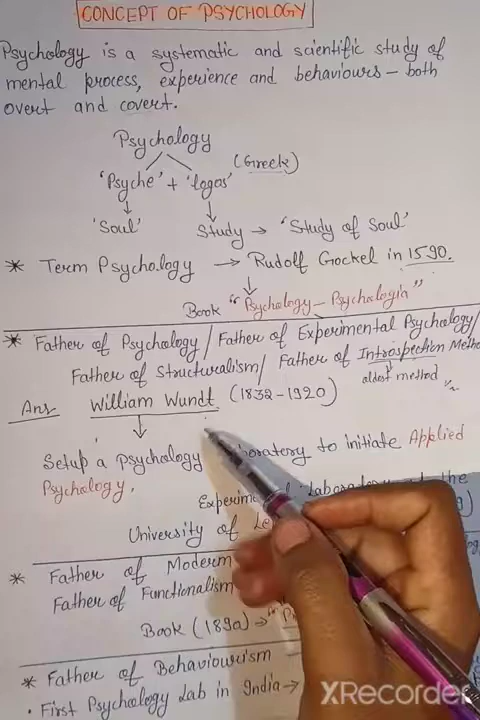 CONCEPT OF PSYCHOLOGY
Psychology is a systematic and scientific study of
mental process, experience and behaviours – both
overt and covert.
Psychology
'Psyche' + 'logos' (Greek)
'Soul' Study → 'Study of Soul'
* Term Psychology → Rudolf Gockel in 1590.
Book "Psychology – Psychologia"
* Father of Psychology / Father of Experimental Psychology/
Father of Structuralism / Father of Introspection
oldest method
Ans William Wundt (1832–1920)
Setup a Psychology to initiate Applied
Psychology.
the
University of
* Father of Modern
Father of Functionalism
Book (1890) →
* Father of Behaviourism
• First Psychology Lab in India →
XRecorder